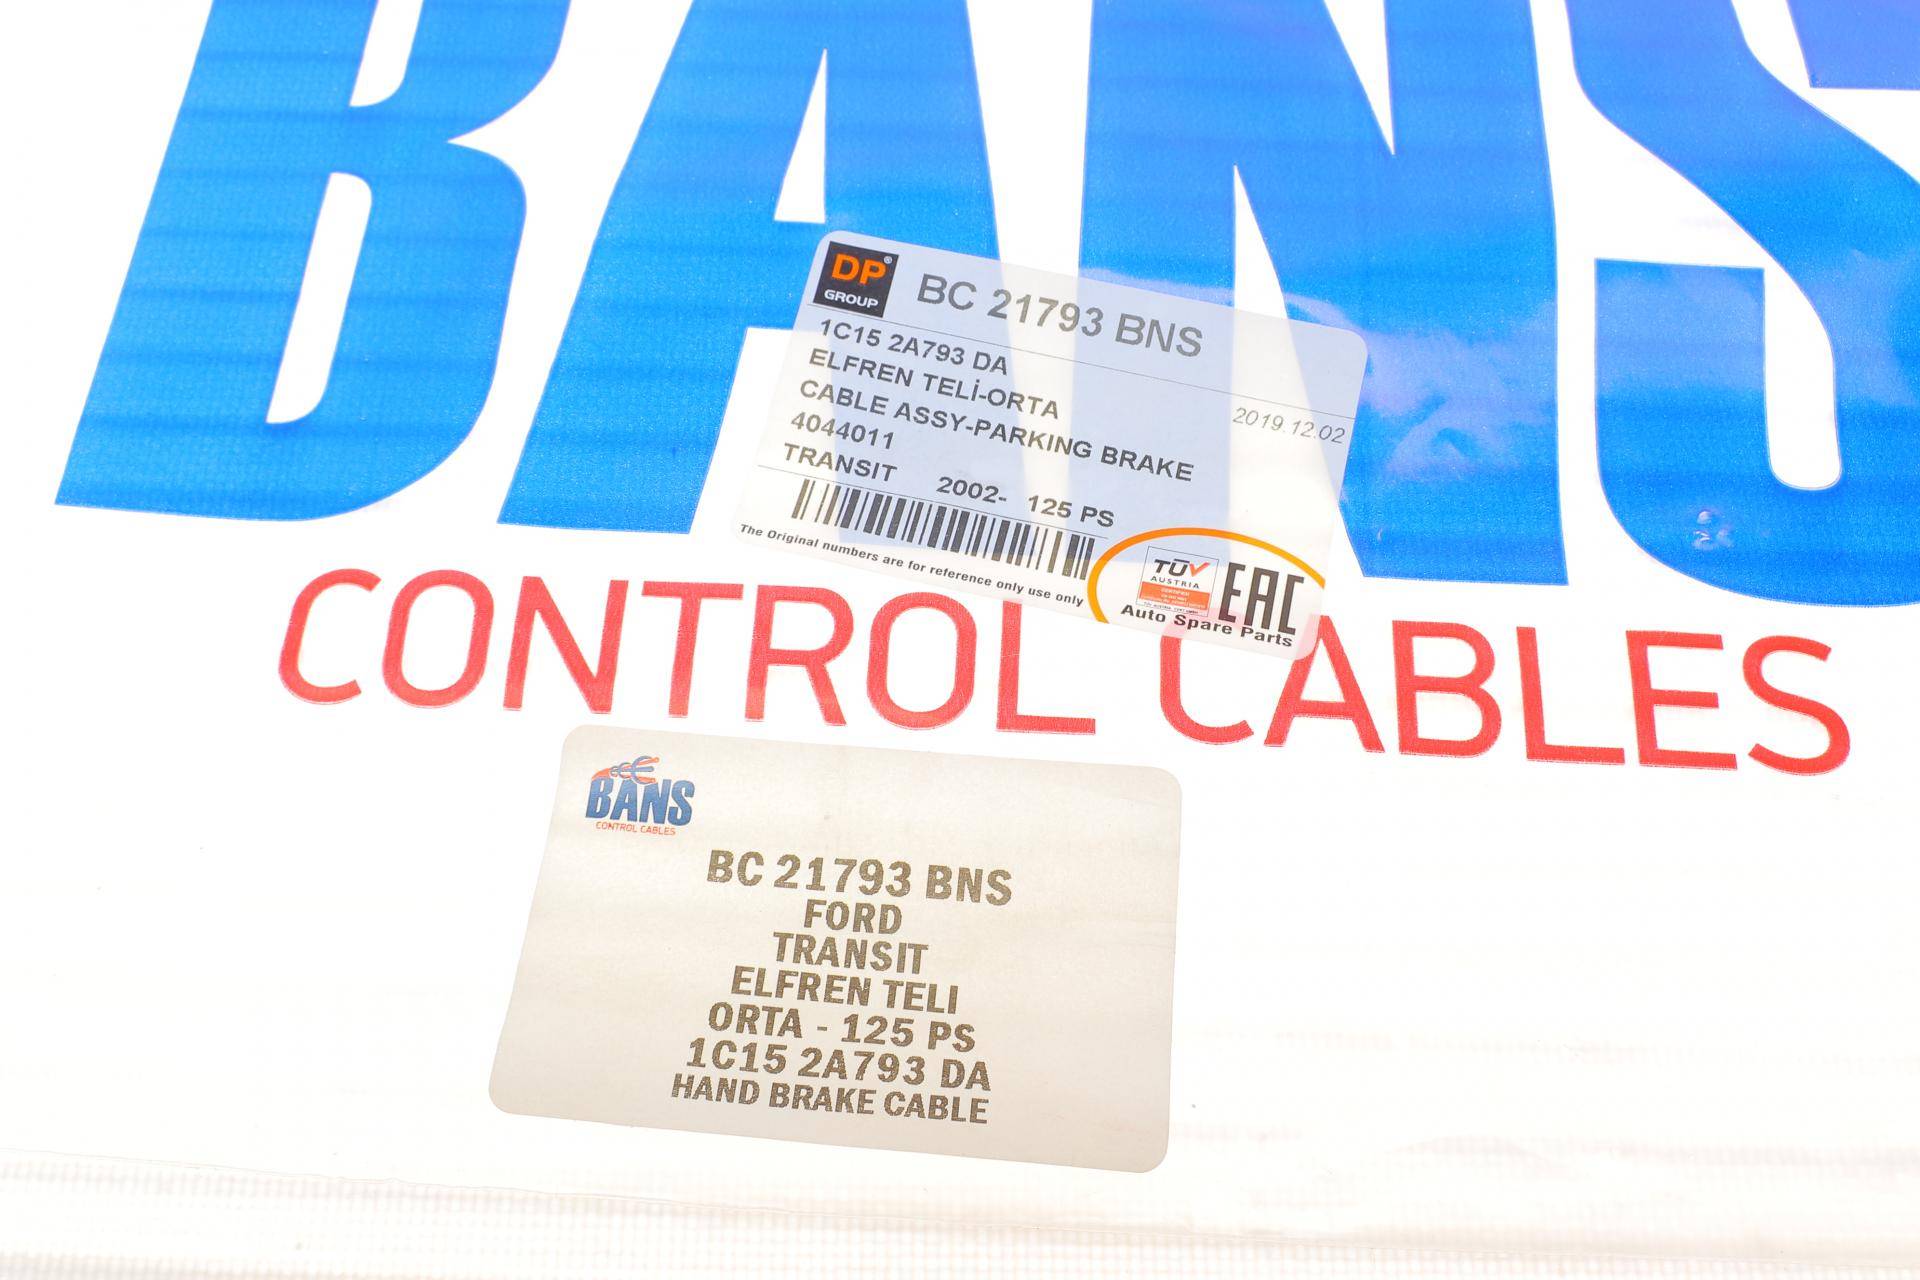 BANS
CONTROL CABLES
DP®
GROUP
BC 21793 BNS
1C15 2A793 DA
ELFREN TELİ-ORTA
2019.12.02
CABLE ASSY-PARKING BRAKE
4044011
TRANSIT 2002- 125 PS
The Original numbers are for reference only use only
TÜV
AUSTRIA
CERTIFIED
EAC
Auto Spare Parts
BANS
CONTROL CABLES
BC 21793 BNS
FORD
TRANSIT
ELFREN TELI
ORTA - 125 PS
1C15 2A793 DA
HAND BRAKE CABLE